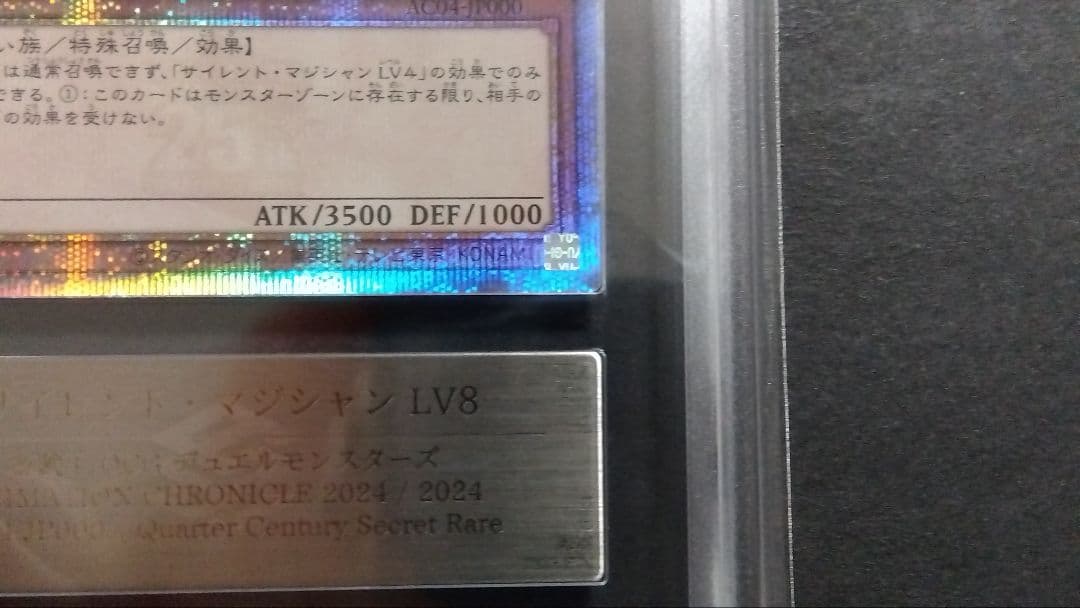 AC04-JP000
い族／特殊召喚／効果】
は通常召喚できず、「サイレント・マジシャン LV4」の効果でのみ
できる。①：このカードはモンスターゾーンに存在する限り、相手の
の効果を受けない。
25th
ATK/3500 DEF/1000
KONAMI
サイレント・マジシャン LV8
デュエルモンスターズ
ANIMATION CHRONICLE 2024 / 2024
JP000 Quarter Century Secret Rare